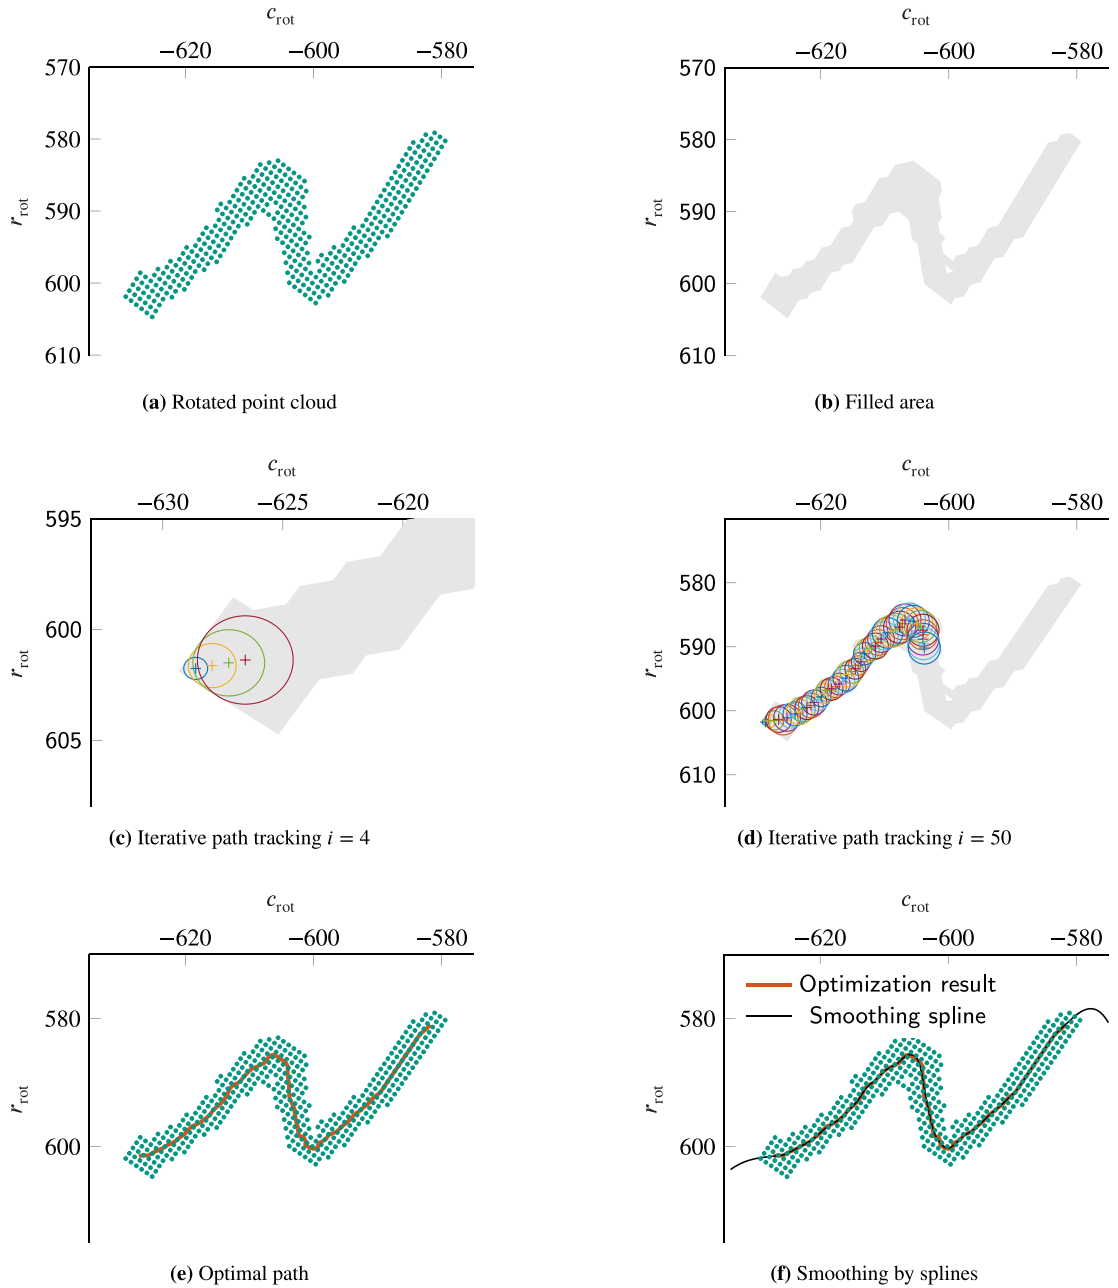 c_rot
−620 −600 −580
570
580
590
600
610
r_rot
(a) Rotated point cloud
c_rot
−620 −600 −580
570
580
590
600
610
r_rot
(b) Filled area
c_rot
−630 −625 −620
595
600
605
r_rot
(c) Iterative path tracking i = 4
c_rot
−620 −600 −580
580
590
600
610
r_rot
(d) Iterative path tracking i = 50
c_rot
−620 −600 −580
580
600
r_rot
(e) Optimal path
c_rot
−620 −600 −580
580
600
r_rot
Optimization result
Smoothing spline
(f) Smoothing by splines